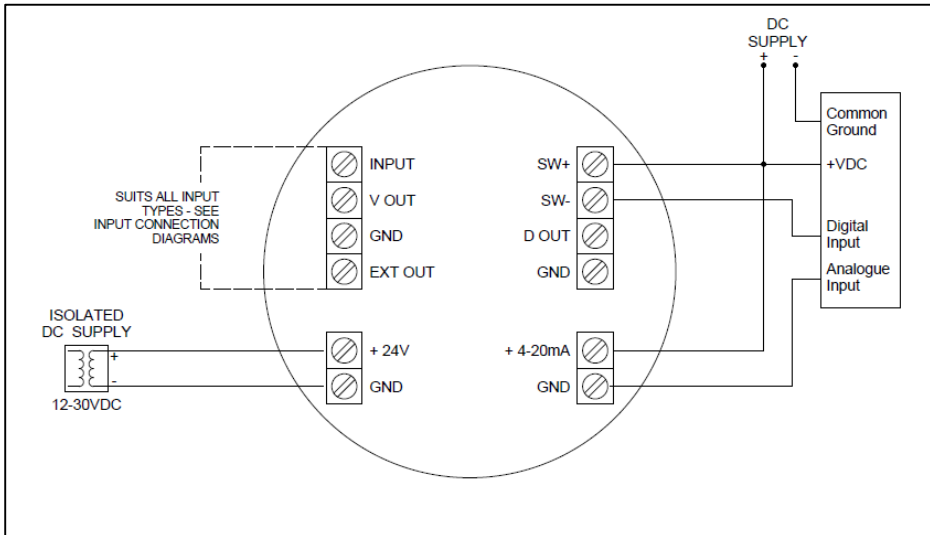 DC
SUPPLY
+ -
Common
Ground
+VDC
Digital
Input
Analogue
Input
SUITS ALL INPUT
TYPES - SEE
INPUT CONNECTION
DIAGRAMS
INPUT
V OUT
GND
EXT OUT
SW+
SW-
D OUT
GND
ISOLATED
DC SUPPLY
+
-
12-30VDC
+ 24V
GND
+ 4-20mA
GND